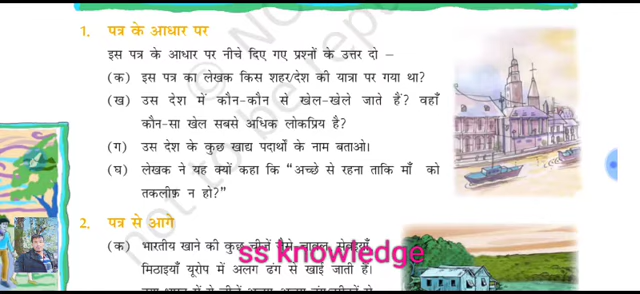 1. पत्र के आधार पर
इस पत्र के आधार पर नीचे दिए गए प्रश्नों के उत्तर दो –
(क) इस पत्र का लेखक किस शहर/देश की यात्रा पर गया था?
(ख) उस देश में कौन-कौन से खेल-खेले जाते हैं? वहाँ
कौन-सा खेल सबसे अधिक लोकप्रिय है?
(ग) उस देश के कुछ खाद्य पदार्थों के नाम बताओ।
(घ) लेखक ने यह क्यों कहा कि “अच्छे से रहना ताकि माँ को
तकलीफ़ न हो?”
2. पत्र से आगे
(क) भारतीय खाने की कुछ चीज़ें जैसे चावल, सेवइयाँ,
ss knowledge
मिठाइयाँ यूरोप में अलग ढंग से खाई जाती हैं।